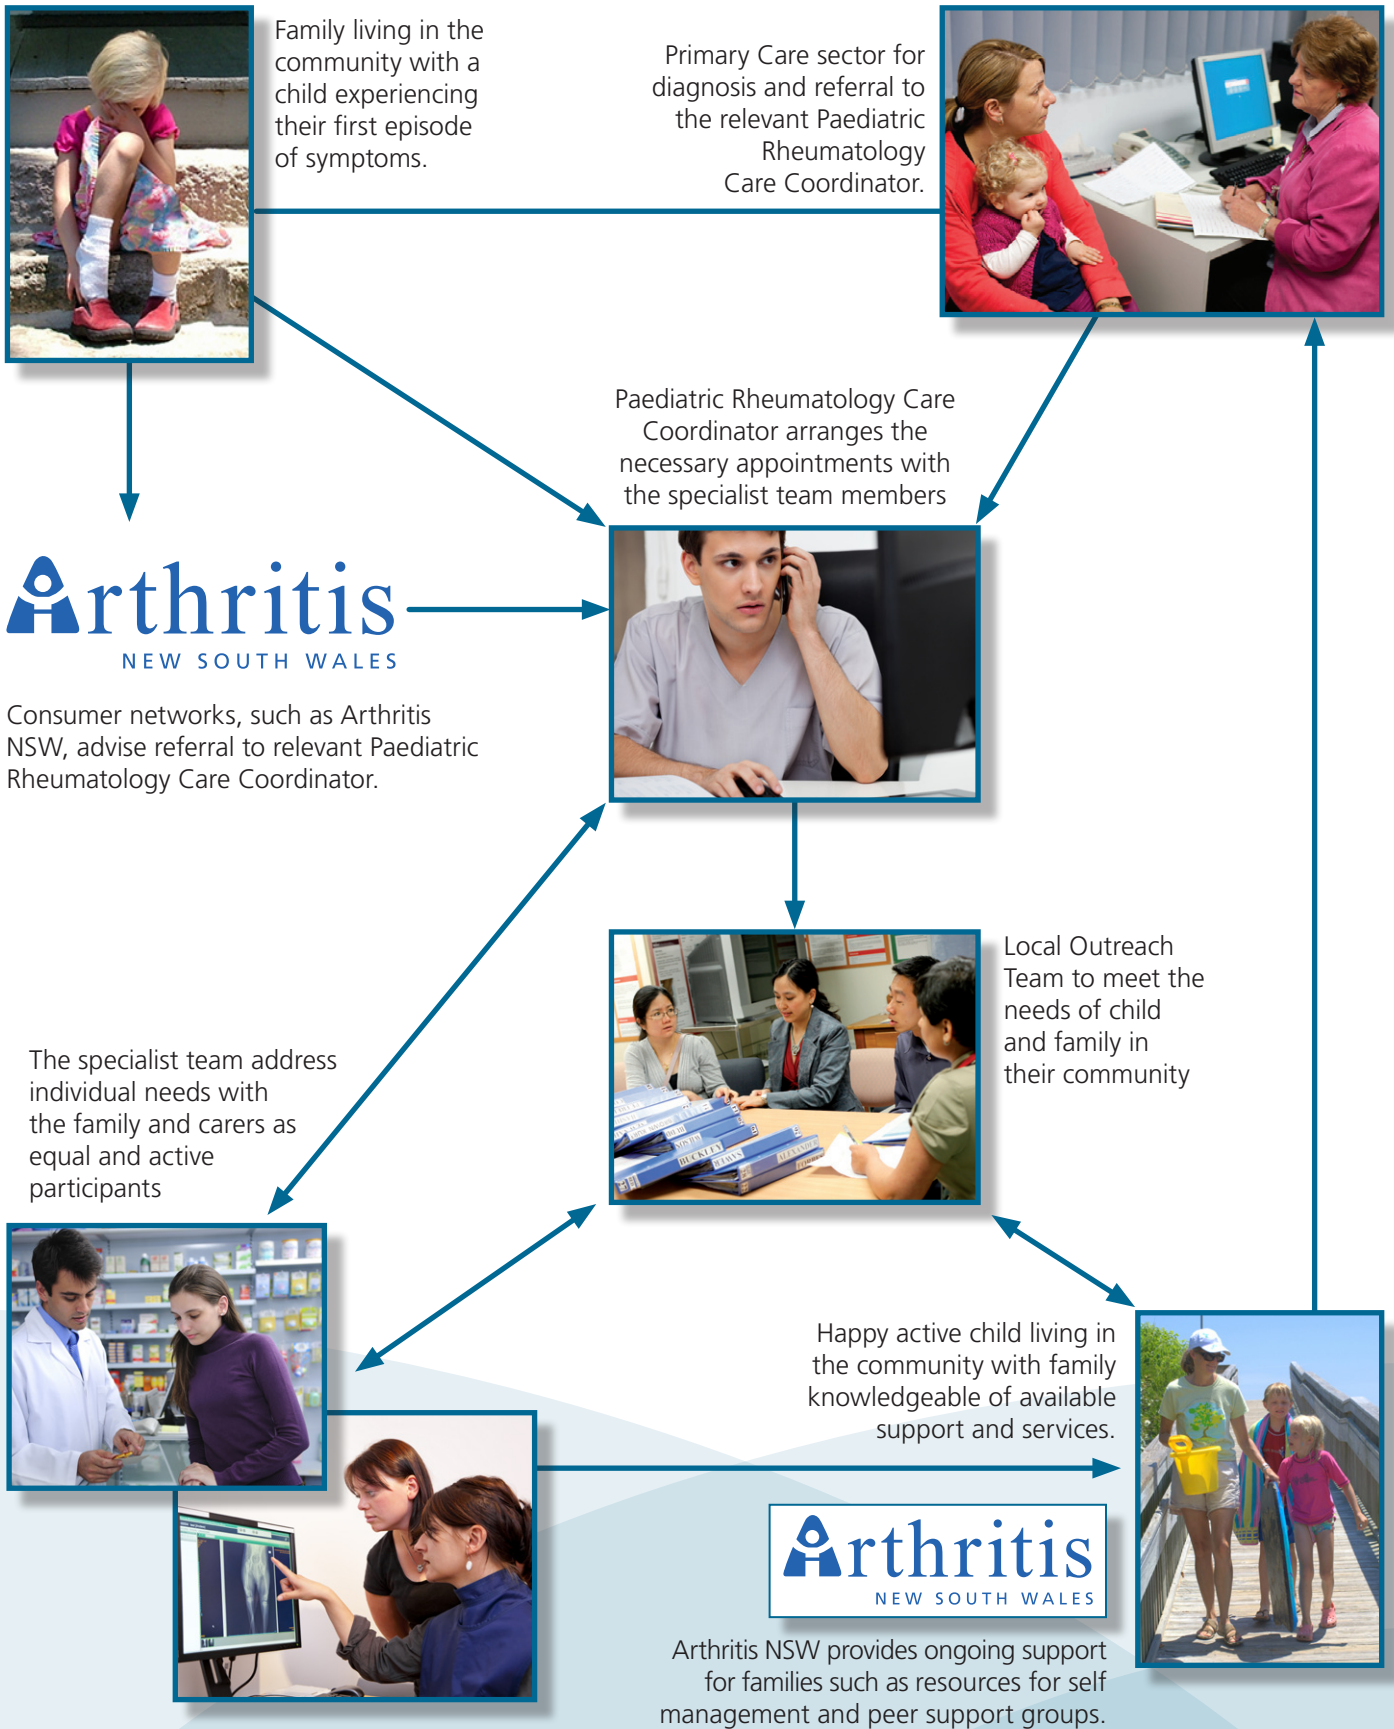 Family living in the
community with a
child experiencing
their first episode
of symptoms.
Primary Care sector for
diagnosis and referral to
the relevant Paediatric
Rheumatology
Care Coordinator.
Paediatric Rheumatology Care
Coordinator arranges the
necessary appointments with
the specialist team members
Arthritis
NEW SOUTH WALES
Consumer networks, such as Arthritis
NSW, advise referral to relevant Paediatric
Rheumatology Care Coordinator.
Local Outreach
Team to meet the
needs of child
and family in
their community
BUCKLEY
SAWER
ALEXANDER
The specialist team address
individual needs with
the family and carers as
equal and active
participants
Happy active child living in
the community with family
knowledgeable of available
support and services.
Arthritis
NEW SOUTH WALES
Arthritis NSW provides ongoing support
for families such as resources for self
management and peer support groups.